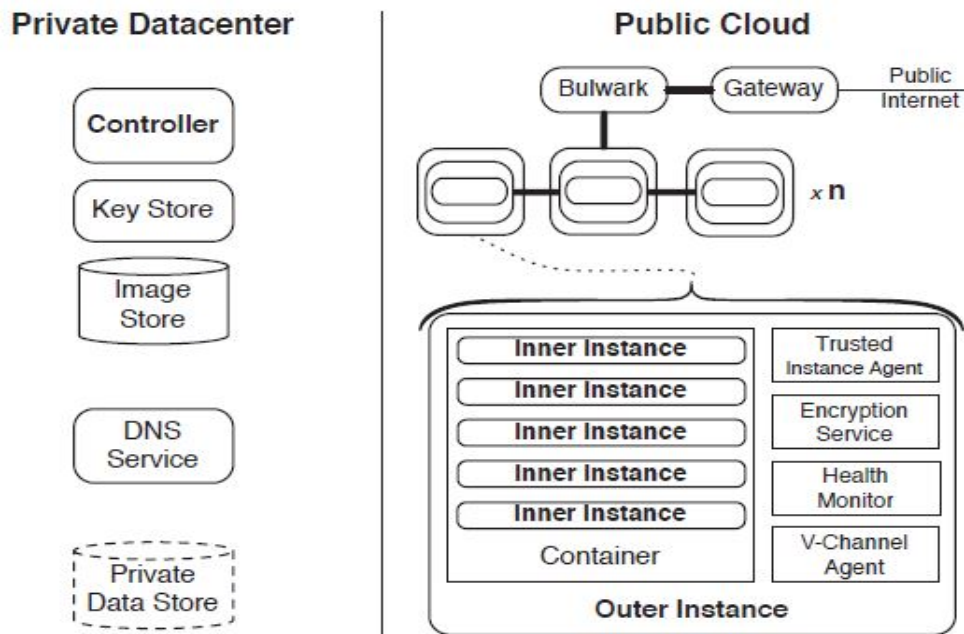 Private Datacenter
Controller
Key Store
Image
Store
DNS
Service
Private
Data Store
Public Cloud
Bulwark
Gateway
Public
Internet
x n
Inner Instance
Inner Instance
Inner Instance
Inner Instance
Inner Instance
Container
Trusted
Instance Agent
Encryption
Service
Health
Monitor
V-Channel
Agent
Outer Instance